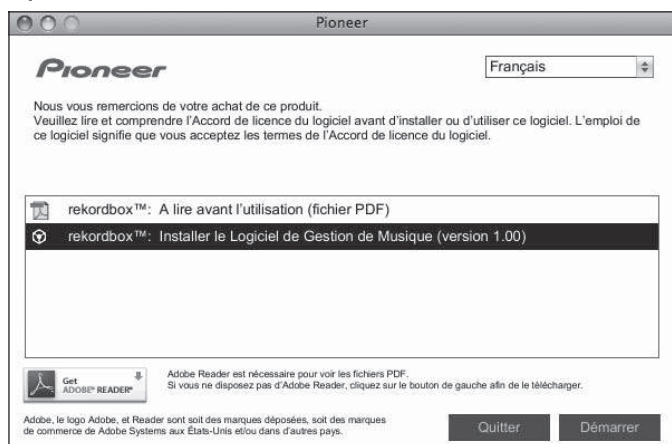 Pioneer
Pioneer
Français
Nous vous remercions de votre achat de ce produit.
Veuillez lire et comprendre l'Accord de licence du logiciel avant d'installer ou d'utiliser ce logiciel. L'emploi de
ce logiciel signifie que vous acceptez les termes de l'Accord de licence du logiciel.
rekordbox™: A lire avant l'utilisation (fichier PDF)
rekordbox™: Installer le Logiciel de Gestion de Musique (version 1.00)
Get
ADOBE® READER®
Adobe Reader est nécessaire pour voir les fichiers PDF.
Si vous ne disposez pas d'Adobe Reader, cliquez sur le bouton de gauche afin de le télécharger.
Adobe, le logo Adobe, et Reader sont soit des marques déposées, soit des marques
de commerce de Adobe Systems aux États-Unis et/ou dans d'autres pays.
Quitter
Démarrer